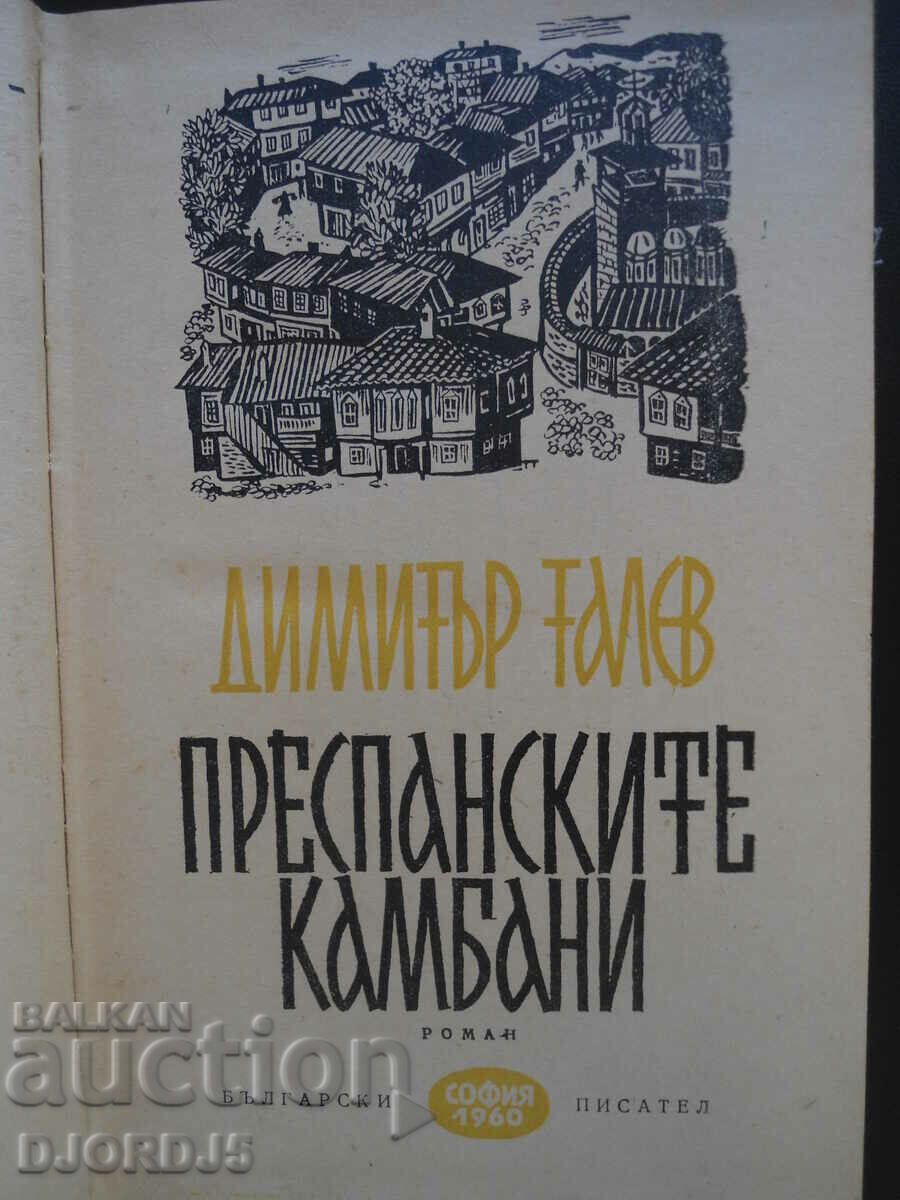 ДИМИТЪР ТАЛЕВ
ПРЕСПАНСКИТЕ
КАМБАНИ
РОМАН
БЪЛГАРСКИ СОФИЯ 1960 ПИСАТЕЛ
BALKAN
auction
DJORDJ5